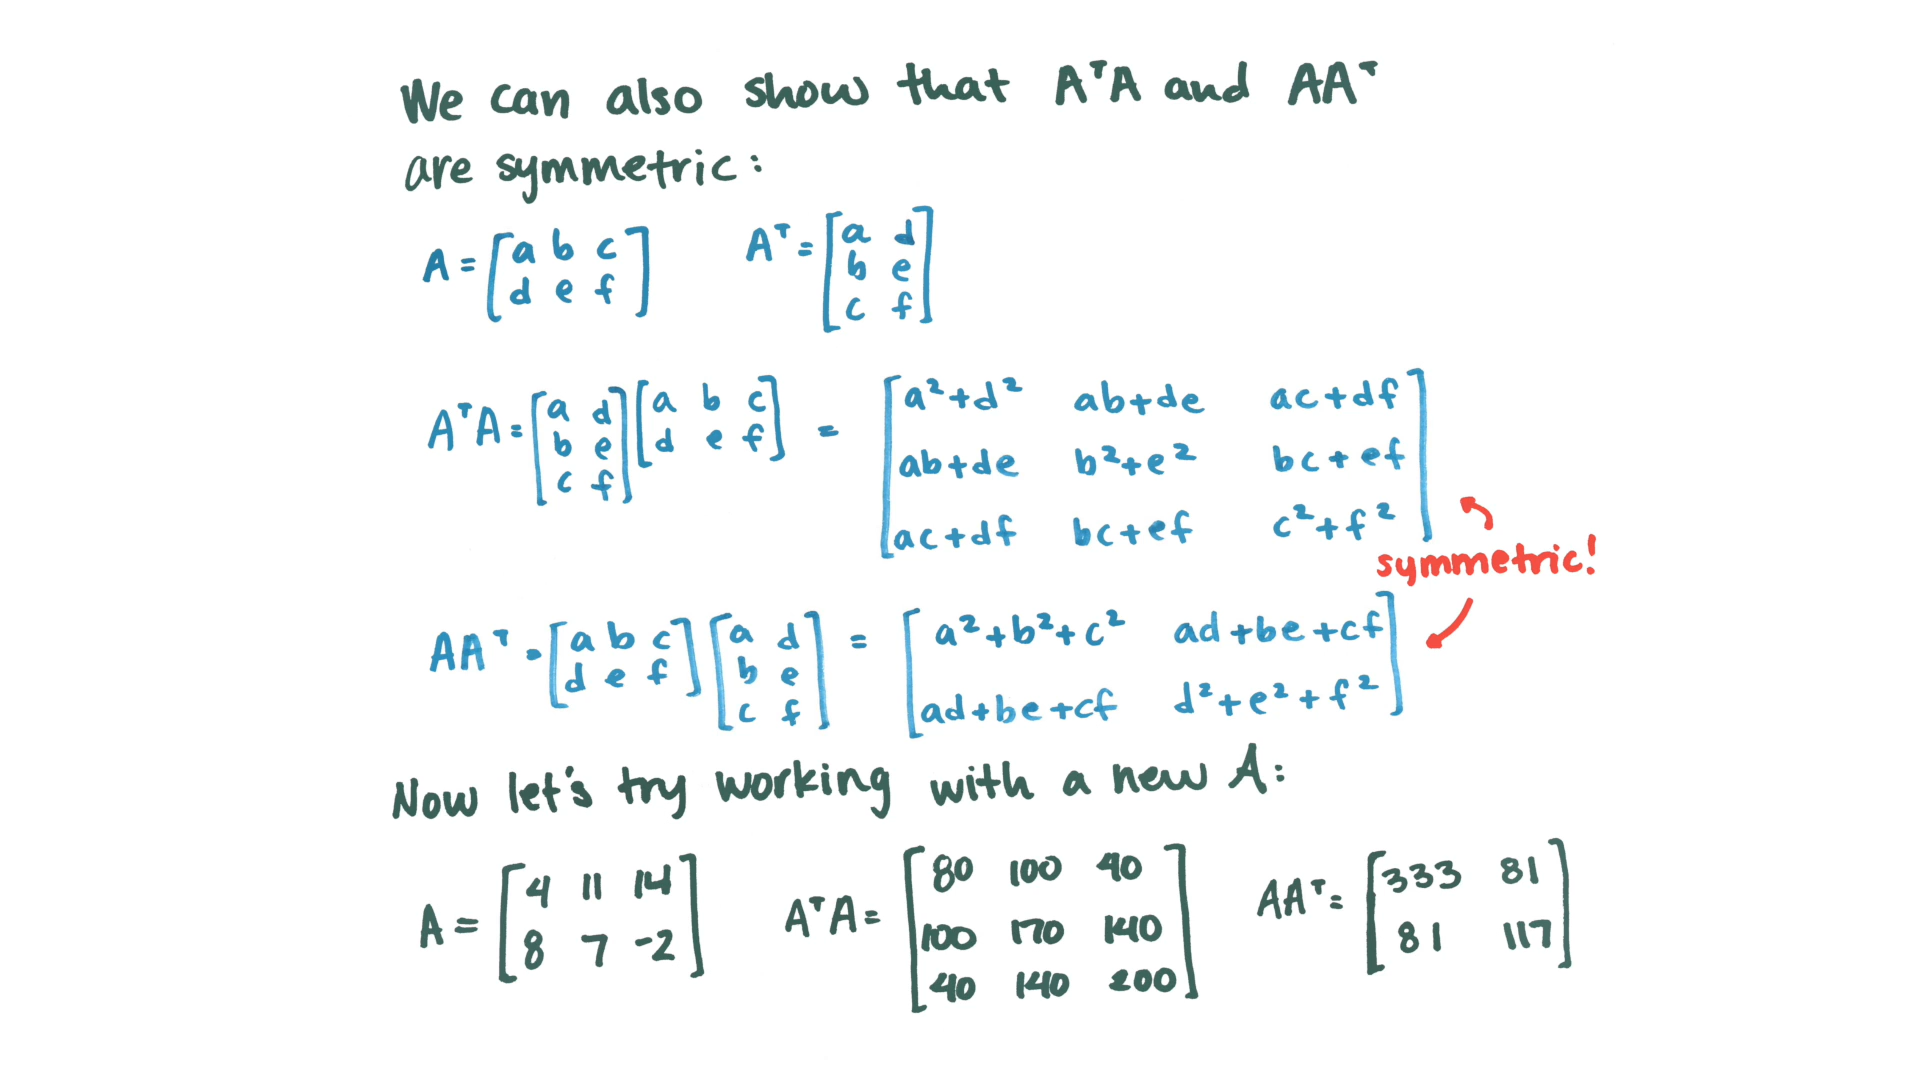 We can also show that AᵀA and AAᵀ
are symmetric:
A = [a b c; d e f]    Aᵀ = [a d; b e; c f]
AᵀA = [a d; b e; c f] [a b c; d e f] = [a²+d² ab+de ac+df; ab+de b²+e² bc+ef; ac+df bc+ef c²+f²]
symmetric!
AAᵀ = [a b c; d e f] [a d; b e; c f] = [a²+b²+c² ad+be+cf; ad+be+cf d²+e²+f²]
Now let's try working with a new A:
A = [4 11 14; 8 7 -2]    AᵀA = [80 100 40; 100 170 140; 40 140 200]    AAᵀ = [333 81; 81 117]